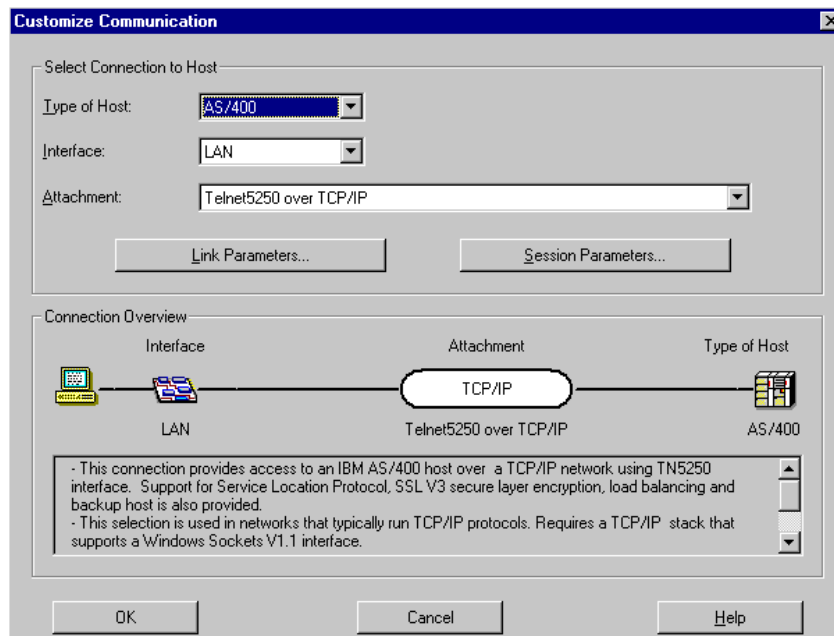 Customize Communication
Select Connection to Host
Type of Host:
AS/400
Interface:
LAN
Attachment:
Telnet5250 over TCP/IP
Link Parameters...
Session Parameters...
Connection Overview
Interface
Attachment
Type of Host
TCP/IP
LAN
Telnet5250 over TCP/IP
AS/400
- This connection provides access to an IBM AS/400 host over a TCP/IP network using TN5250
interface. Support for Service Location Protocol, SSL V3 secure layer encryption, load balancing and
backup host is also provided.
- This selection is used in networks that typically run TCP/IP protocols. Requires a TCP/IP stack that
supports a Windows Sockets V1.1 interface.
OK
Cancel
Help